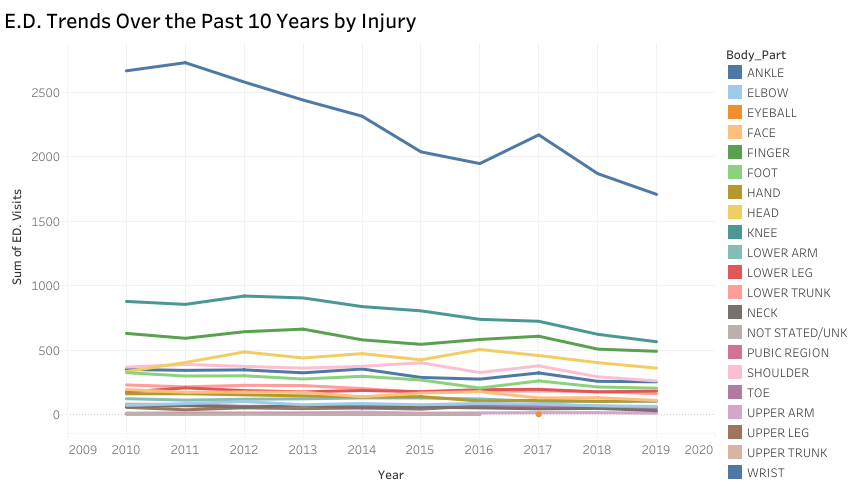 E.D. Trends Over the Past 10 Years by Injury
Body_Part
ANKLE
ELBOW
EYEBALL
FACE
FINGER
FOOT
HAND
HEAD
KNEE
LOWER ARM
LOWER LEG
LOWER TRUNK
NECK
NOT STATED/UNK
PUBIC REGION
SHOULDER
TOE
UPPER ARM
UPPER LEG
UPPER TRUNK
WRIST
Sum of ED. Visits
2500
2000
1500
1000
500
0
2009 2010 2011 2012 2013 2014 2015 2016 2017 2018 2019 2020
Year